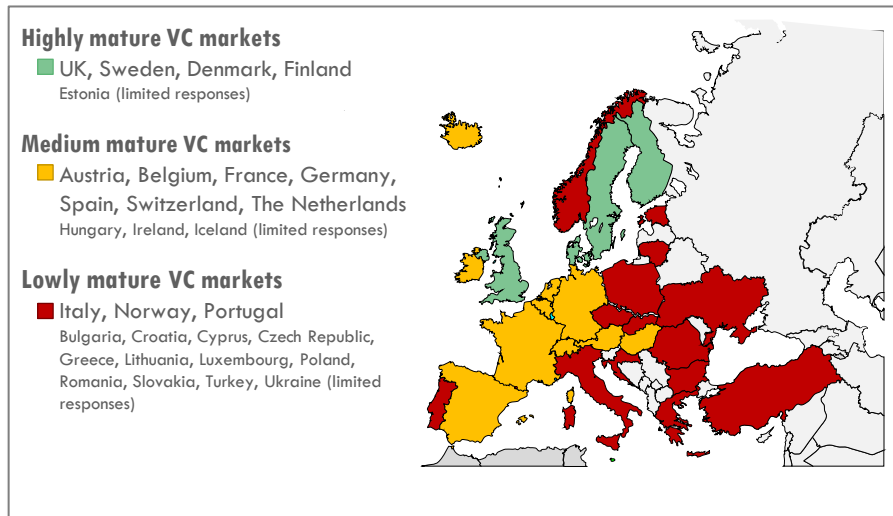 Highly mature VC markets
UK, Sweden, Denmark, Finland
Estonia (limited responses)
Medium mature VC markets
Austria, Belgium, France, Germany,
Spain, Switzerland, The Netherlands
Hungary, Ireland, Iceland (limited responses)
Lowly mature VC markets
Italy, Norway, Portugal
Bulgaria, Croatia, Cyprus, Czech Republic,
Greece, Lithuania, Luxembourg, Poland,
Romania, Slovakia, Turkey, Ukraine (limited
responses)